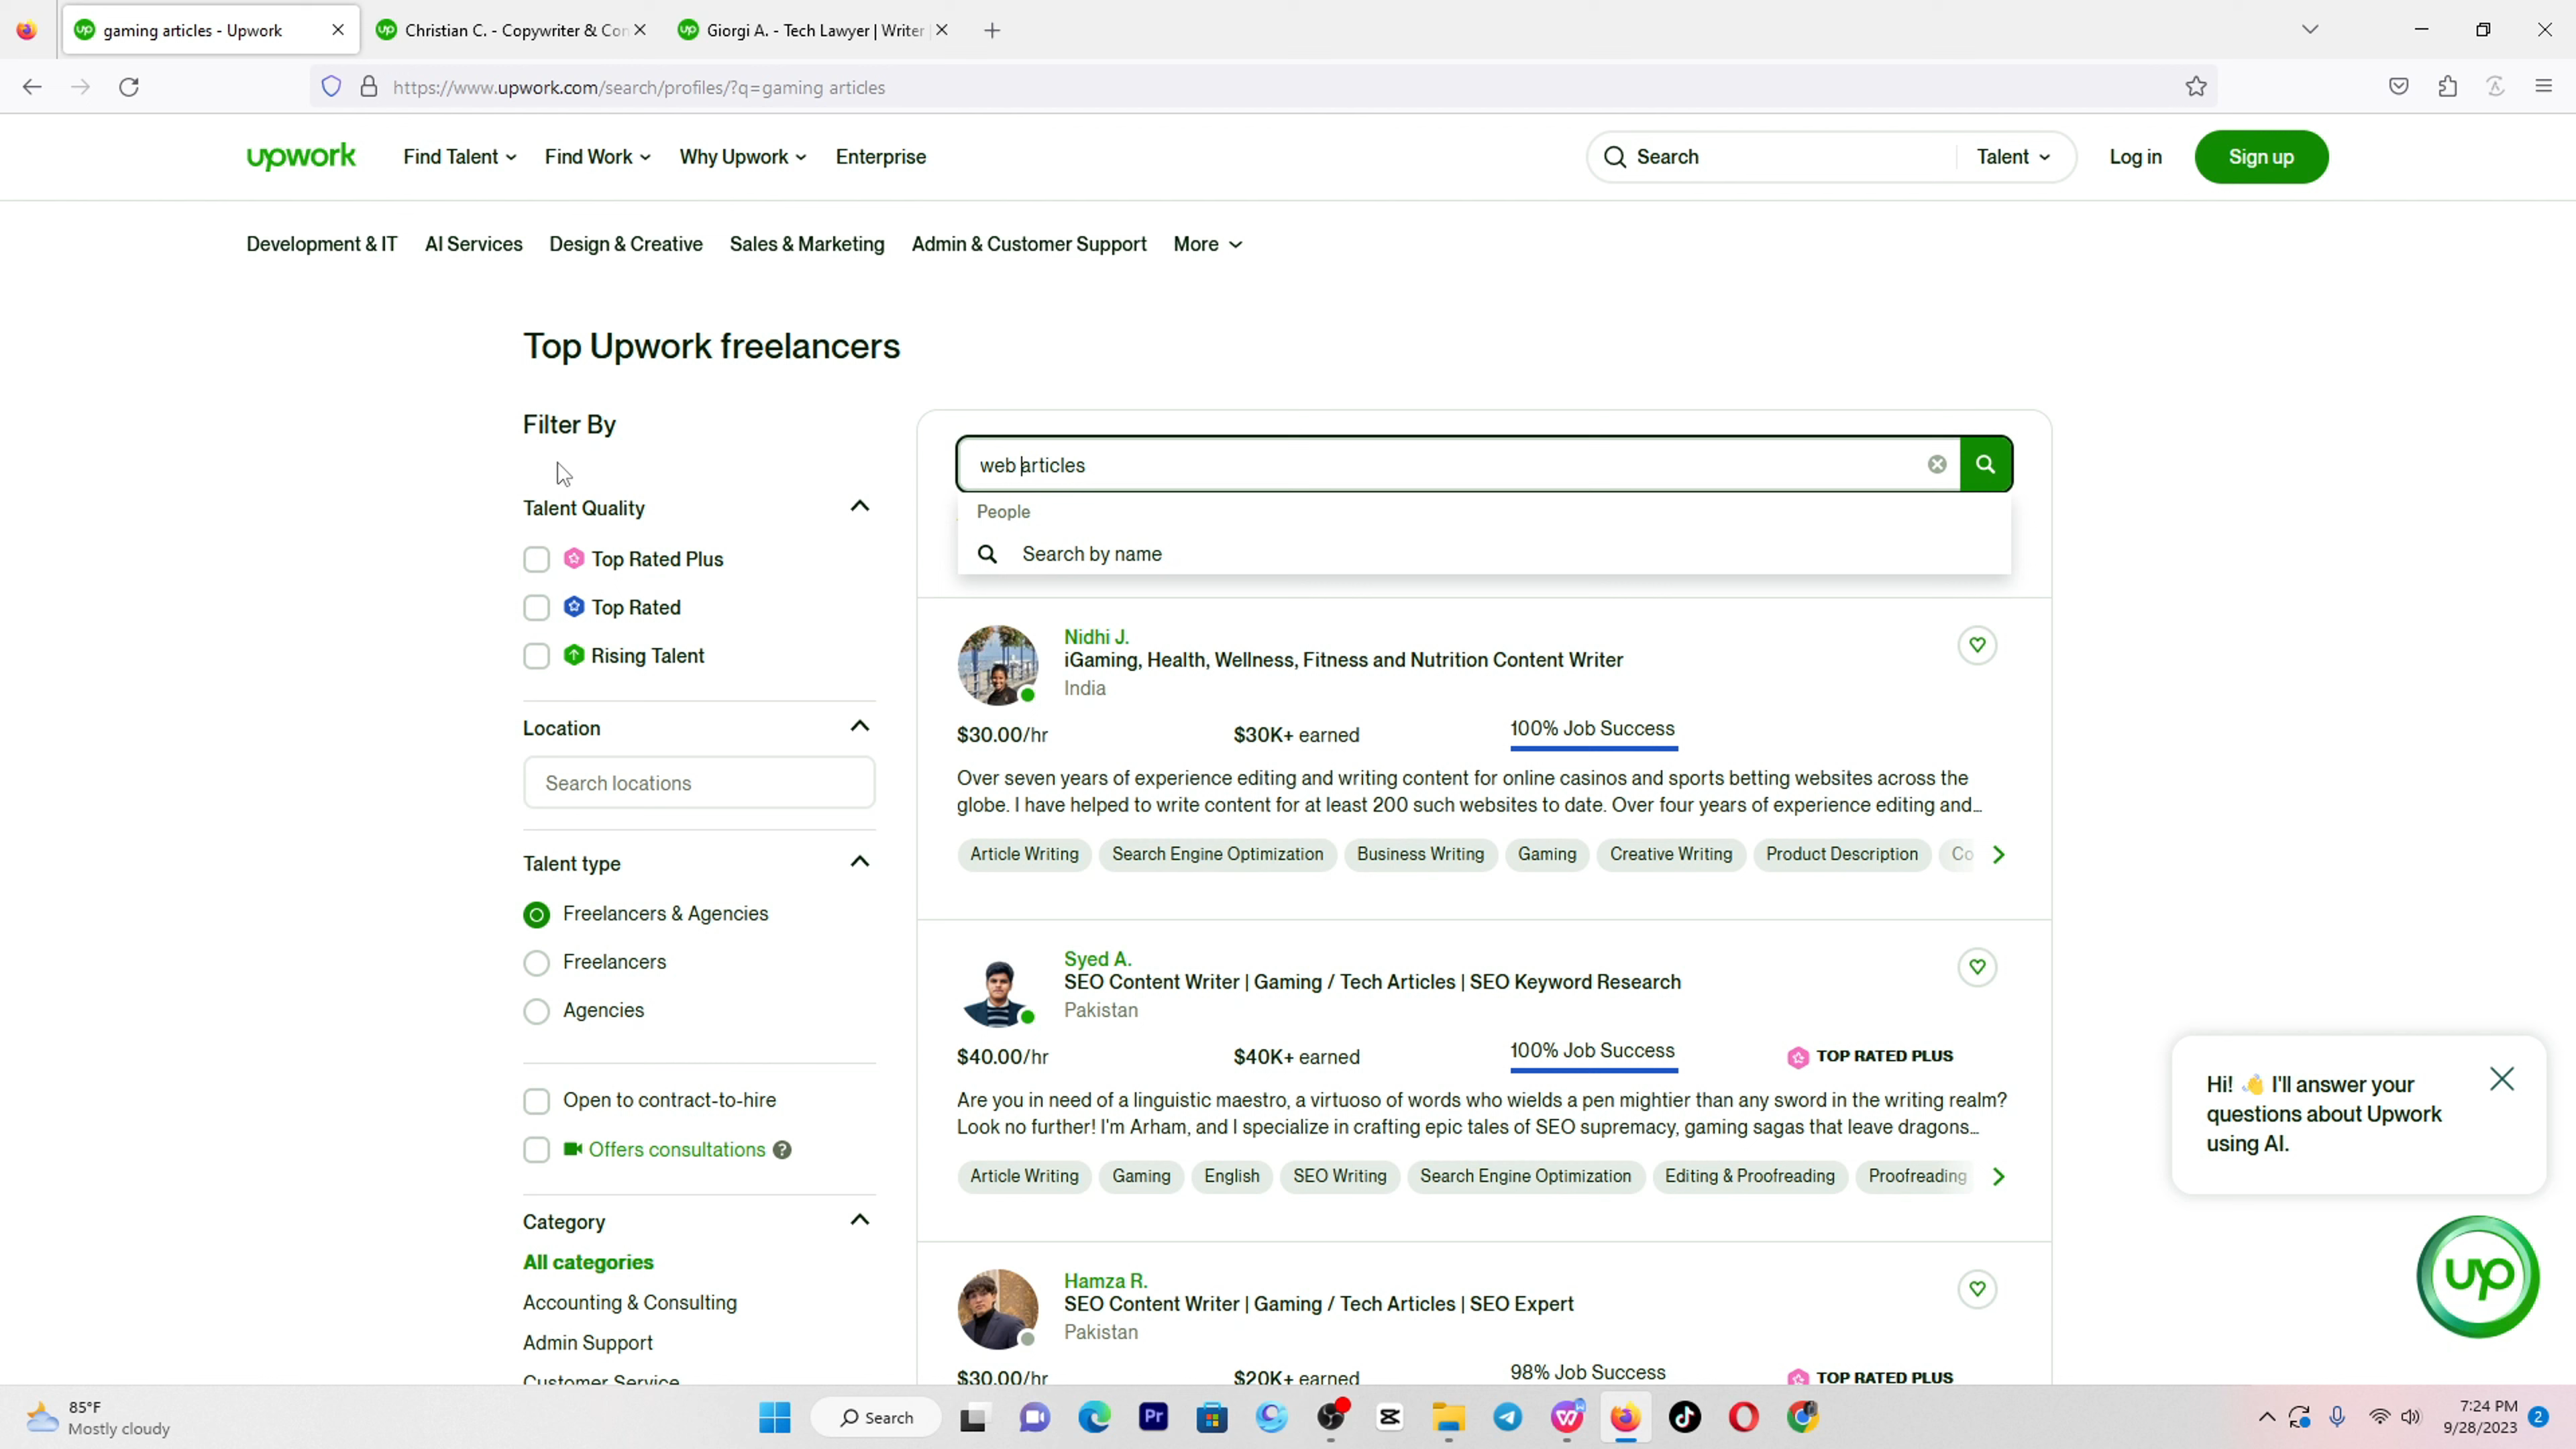 gaming articles - Upwork
Christian C. - Copywriter & Con
Giorgi A. - Tech Lawyer | Writer
https://www.upwork.com/search/profiles/?q=gaming articles
upwork
Find Talent
Find Work
Why Upwork
Enterprise
Search
Talent
Log in
Sign up
Development & IT
AI Services
Design & Creative
Sales & Marketing
Admin & Customer Support
More
Top Upwork freelancers
Filter By
Talent Quality
Top Rated Plus
Top Rated
Rising Talent
Location
Search locations
Talent type
Freelancers & Agencies
Freelancers
Agencies
Open to contract-to-hire
Offers consultations
Category
All categories
Accounting & Consulting
Admin Support
Customer Service
web articles
People
Search by name
Nidhi J.
iGaming, Health, Wellness, Fitness and Nutrition Content Writer
India
$30.00/hr
$30K+ earned
100% Job Success
Over seven years of experience editing and writing content for online casinos and sports betting websites across the
globe. I have helped to write content for at least 200 such websites to date. Over four years of experience editing and...
Article Writing
Search Engine Optimization
Business Writing
Gaming
Creative Writing
Product Description
Co
Syed A.
SEO Content Writer | Gaming / Tech Articles | SEO Keyword Research
Pakistan
$40.00/hr
$40K+ earned
100% Job Success
TOP RATED PLUS
Are you in need of a linguistic maestro, a virtuoso of words who wields a pen mightier than any sword in the writing realm?
Look no further! I'm Arham, and I specialize in crafting epic tales of SEO supremacy, gaming sagas that leave dragons...
Article Writing
Gaming
English
SEO Writing
Search Engine Optimization
Editing & Proofreading
Proofreading
Hamza R.
SEO Content Writer | Gaming / Tech Articles | SEO Expert
Pakistan
$30.00/hr
$20K+ earned
98% Job Success
TOP RATED PLUS
Hi! 👋 I'll answer your
questions about Upwork
using AI.
up
85°F
Mostly cloudy
Search
Pr
7:24 PM
9/28/2023
2